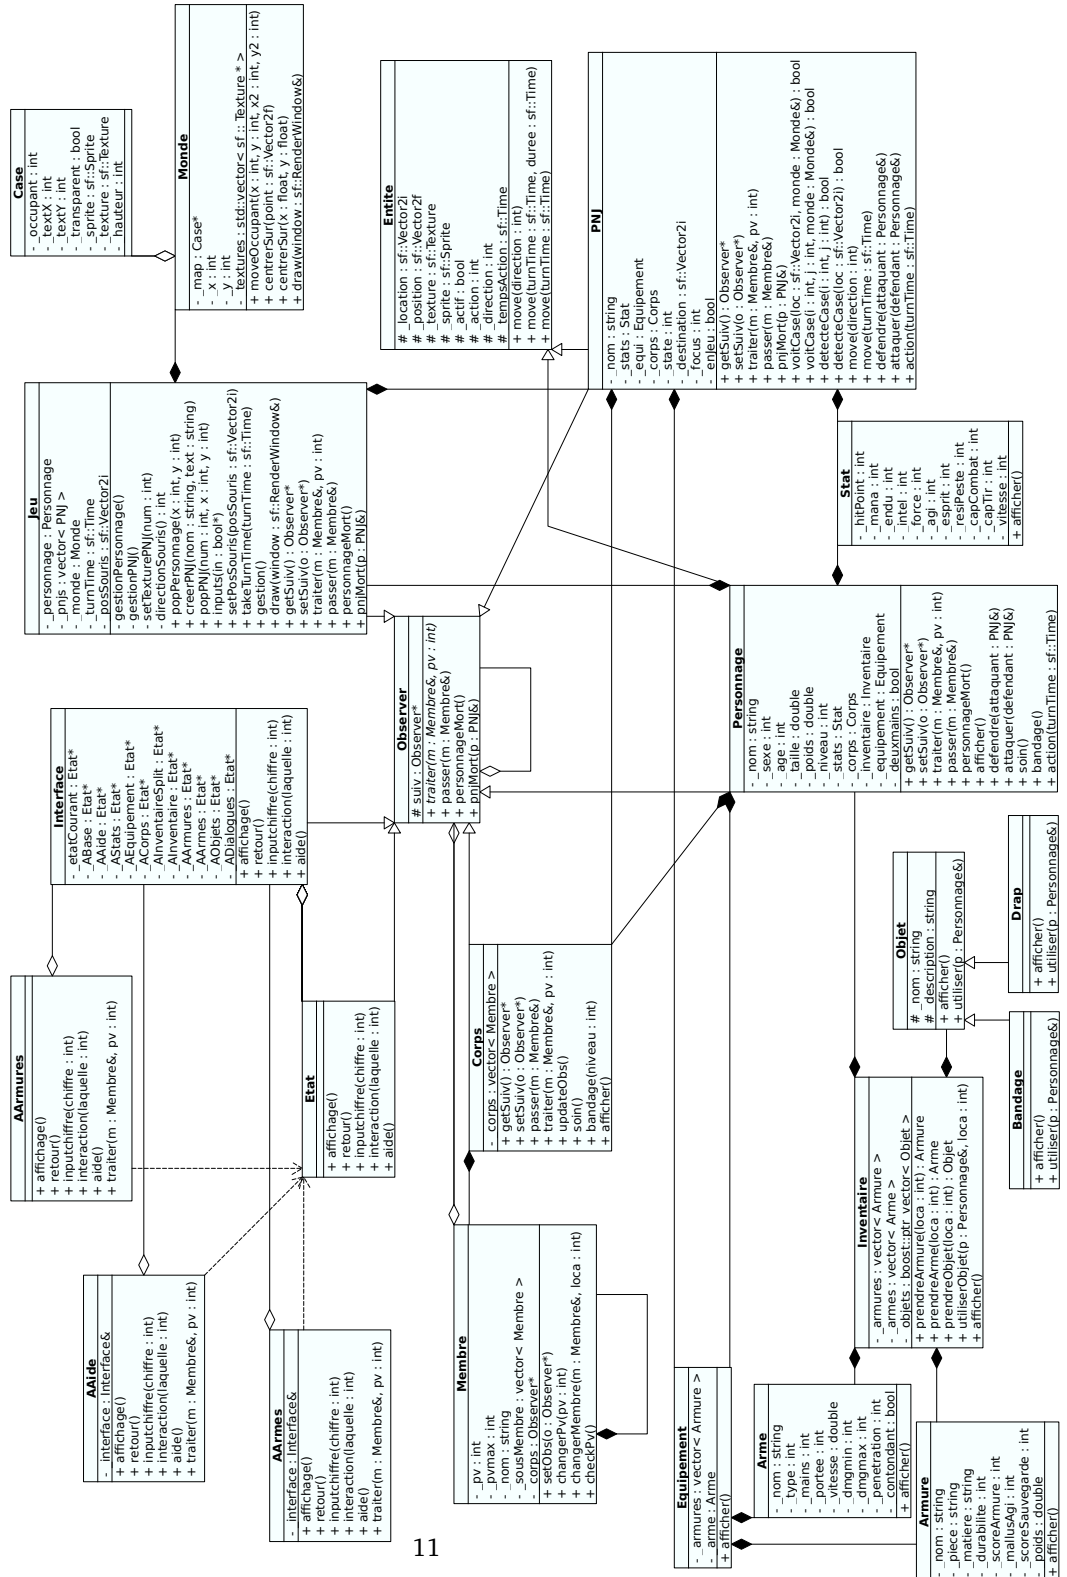 Case
- _occupant : int
- _textX : int
- _textY : int
- _transparent : bool
- _sprite : sf::Sprite
- _texture : sf::Texture
- _hauteur : int
Monde
- _map : Case*
- _x : int
- _y : int
- _textures : std::vector< sf :: Texture * >
+ moveOccupant(x : int, y : int, x2 : int, y2 : int)
+ centrerSur(point : sf::Vector2f)
+ centrerSur(x : float, y : float)
+ draw(window : sf::RenderWindow&)
Entite
# _location : sf::Vector2i
# _position : sf::Vector2f
# _texture : sf::Texture
# _sprite : sf::Sprite
# _actif : bool
# _action : int
# _direction : int
# _tempsAction : sf::Time
+ move(direction : int)
+ move(turnTime : sf::Time, duree : sf::Time)
+ move(turnTime : sf::Time)
PNJ
- _nom : string
- _stats : Stat
- _equi : Equipement
- _corps : Corps
- _state : int
- _destination : sf::Vector2i
- _focus : int
- _enJeu : bool
+ getSuiv() : Observer*
+ setSuiv(o : Observer*)
+ traiter(m : Membre&, pv : int)
+ passer(m : Membre&)
+ pnjMort(p : PNJ&)
+ voitCase(loc : sf::Vector2i, monde : Monde&) : bool
+ voitCase(i : int, j : int, monde : Monde&) : bool
+ detecteCase(i : int, j : int) : bool
+ detecteCase(loc : sf::Vector2i) : bool
+ move(direction : int)
+ move(turnTime : sf::Time)
+ defendre(attaquant : Personnage&)
+ attaquer(defendant : Personnage&)
+ action(turnTime : sf::Time)
Jeu
- _personnage : Personnage
- _pnjs : vector< PNJ >
- _monde : Monde
- _turnTime : sf::Time
- _posSouris : sf::Vector2i
- gestionPersonnage()
- gestionPNJ()
- setTexturePNJ(num : int)
- directionSouris() : int
+ popPersonnage(x : int, y : int)
+ creerPNJ(nom : string, text : string)
+ popPNJ(num : int, x : int, y : int)
+ inputs(in : bool*)
+ setPosSouris(posSouris : sf::Vector2i)
+ takeTurn(turnTime : sf::Time)
+ gestion()
+ draw(window : sf::RenderWindow&)
+ getSuiv() : Observer*
+ setSuiv(o : Observer*)
+ traiter(m : Membre&, pv : int)
+ passer(m : Membre&)
+ personnageMort()
+ pnjMort(p : PNJ&)
Stat
- _hitPoint : int
- _mana : int
- _endu : int
- _intel : int
- _force : int
- _agi : int
- _esprit : int
- _resiPeste : int
- _capCombat : int
- _capTir : int
- _vitesse : int
+ afficher()
Interface
- _etatCourant : Etat*
- _ABase : Etat*
- _AAide : Etat*
- _AStats : Etat*
- _AEquipement : Etat*
- _ACorps : Etat*
- _AInventaireSplit : Etat*
- _AInventaire : Etat*
- _AArmures : Etat*
- _AArmes : Etat*
- _AObjets : Etat*
- _ADialogues : Etat*
+ affichage()
+ retour()
+ inputchiffre(chiffre : int)
+ interaction(laquelle : int)
+ aide()
Observer
# suiv : Observer*
+ traiter(m : Membre&, pv : int)
+ passer(m : Membre&)
+ personnageMort()
+ pnjMort(p : PNJ&)
Personnage
- _nom : string
- _sexe : int
- _age : int
- _taille : double
- _poids : double
- _niveau : int
- _stats : Stat
- _corps : Corps
- _inventaire : Inventaire
- _equipement : Equipement
- _deuxmains : bool
+ getSuiv() : Observer*
+ setSuiv(o : Observer*)
+ traiter(m : Membre&, pv : int)
+ passer(m : Membre&)
+ personnageMort()
+ afficher()
+ defendre(attaquant : PNJ&)
+ attaquer(defendant : PNJ&)
+ soin()
+ bandage()
+ action(turnTime : sf::Time)
AArmures
+ affichage()
+ retour()
+ inputchiffre(chiffre : int)
+ interaction(laquelle : int)
+ aide()
+ traiter(m : Membre&, pv : int)
Etat
+ affichage()
+ retour()
+ inputchiffre(chiffre : int)
+ interaction(laquelle : int)
+ aide()
Corps
- _corps : vector< Membre >
+ getSuiv() : Observer*
+ setSuiv(o : Observer*)
+ passer(m : Membre&)
+ traiter(m : Membre&, pv : int)
+ updateObs()
+ soin()
+ bandage(niveau : int)
+ afficher()
Objet
# _nom : string
# _description : string
+ afficher()
+ utiliser(p : Personnage&)
Drap
+ afficher()
+ utiliser(p : Personnage&)
Bandage
+ afficher()
+ utiliser(p : Personnage&)
AAide
- _interface : Interface&
+ affichage()
+ retour()
+ inputchiffre(chiffre : int)
+ interaction(laquelle : int)
+ aide()
+ traiter(m : Membre&, pv : int)
AArmes
- _interface : Interface&
+ affichage()
+ retour()
+ inputchiffre(chiffre : int)
+ interaction(laquelle : int)
+ aide()
+ traiter(m : Membre&, pv : int)
Membre
- _pv : int
- _pvmax : int
- _nom : string
- _sousMembre : vector< Membre >
- _corps : Observer*
+ setObs(o : Observer*)
+ changerPv(pv : int)
+ changerMembre(m : Membre&, loca : int)
+ checkPv()
Inventaire
- _armures : vector< Armure >
- _armes : vector< Arme >
- _objets : boost::ptr_vector< Objet >
+ prendreArmure(loca : int) : Armure
+ prendreArme(loca : int) : Arme
+ prendreObjet(loca : int) : Objet
+ utiliserObjet(p : Personnage&, loca : int)
+ afficher()
Equipement
- _armures : vector< Armure >
- _arme : Arme
+ afficher()
Arme
- _nom : string
- _type : int
- _mains : int
- _portee : int
- _vitesse : double
- _dmgmin : int
- _dmgmax : int
- _penetration : int
- _contondant : bool
+ afficher()
Armure
- _nom : string
- _piece : string
- _matiere : string
- _durabilite : int
- _scoreArmure : int
- _mallusAgi : int
- _scoreSauvegarde : int
- _poids : double
+ afficher()
11